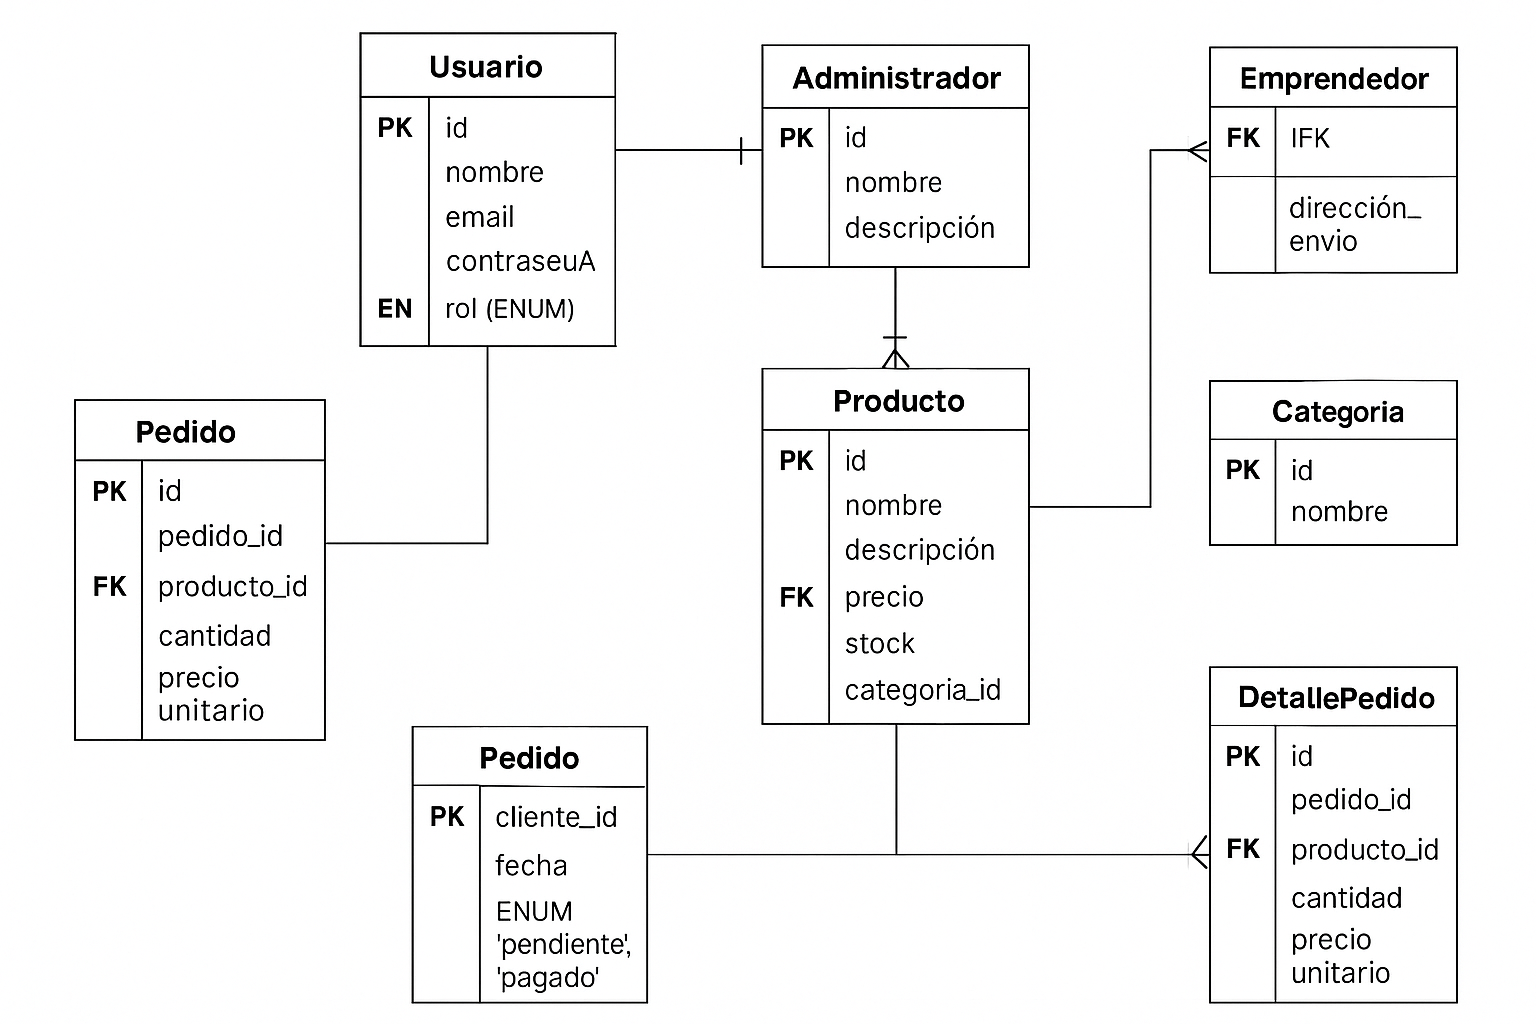 Usuario
PK id
nombre
email
contraseuA
EN rol (ENUM)
Administrador
PK id
nombre
descripción
Emprendedor
FK IFK
dirección_
envio
Pedido
PK id
pedido_id
FK producto_id
cantidad
precio
unitario
Producto
PK id
nombre
descripción
FK precio
stock
categoria_id
Categoria
PK id
nombre
Pedido
PK cliente_id
fecha
ENUM
'pendiente',
'pagado'
DetallePedido
PK id
pedido_id
FK producto_id
cantidad
precio
unitario